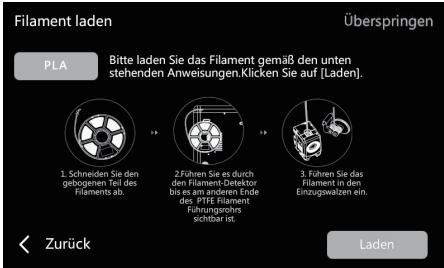 Filament laden
Überspringen
PLA
Bitte laden Sie das Filament gemäß den unten
stehenden Anweisungen.Klicken Sie auf [Laden].
1. Schneiden Sie den
gebogenen Teil des
Filaments ab.
2.Führen Sie es durch
den Filament-Detektor
bis es am anderen Ende
des PTFE Filament
Führungsrohrs
sichtbar ist.
3. Führen Sie das
Filament in den
Einzugswalzen ein.
Zurück
Laden